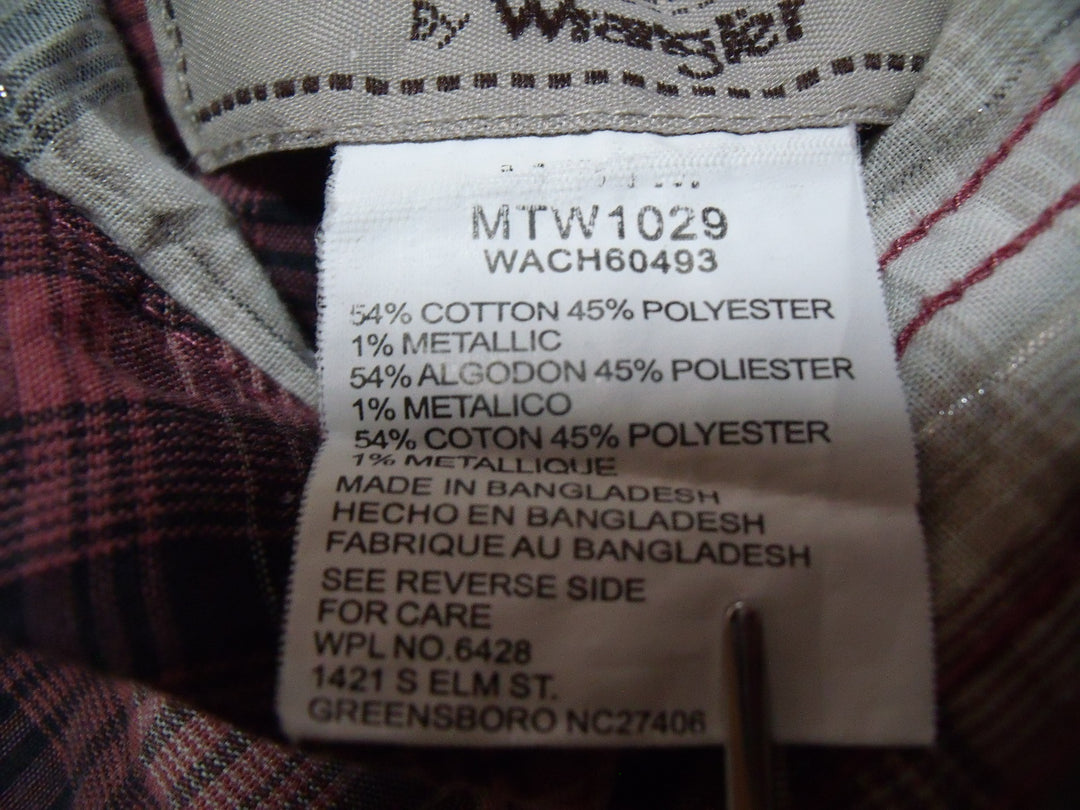 By Wrangler
MTW1029
WACH60493
54% COTTON 45% POLYESTER
1% METALLIC
54% ALGODON 45% POLIESTER
1% METALICO
54% COTON 45% POLYESTER
1% METALLIQUE
MADE IN BANGLADESH
HECHO EN BANGLADESH
FABRIQUE AU BANGLADESH
SEE REVERSE SIDE
FOR CARE
WPL NO.6428
1421 S ELM ST.
GREENSBORO NC27406